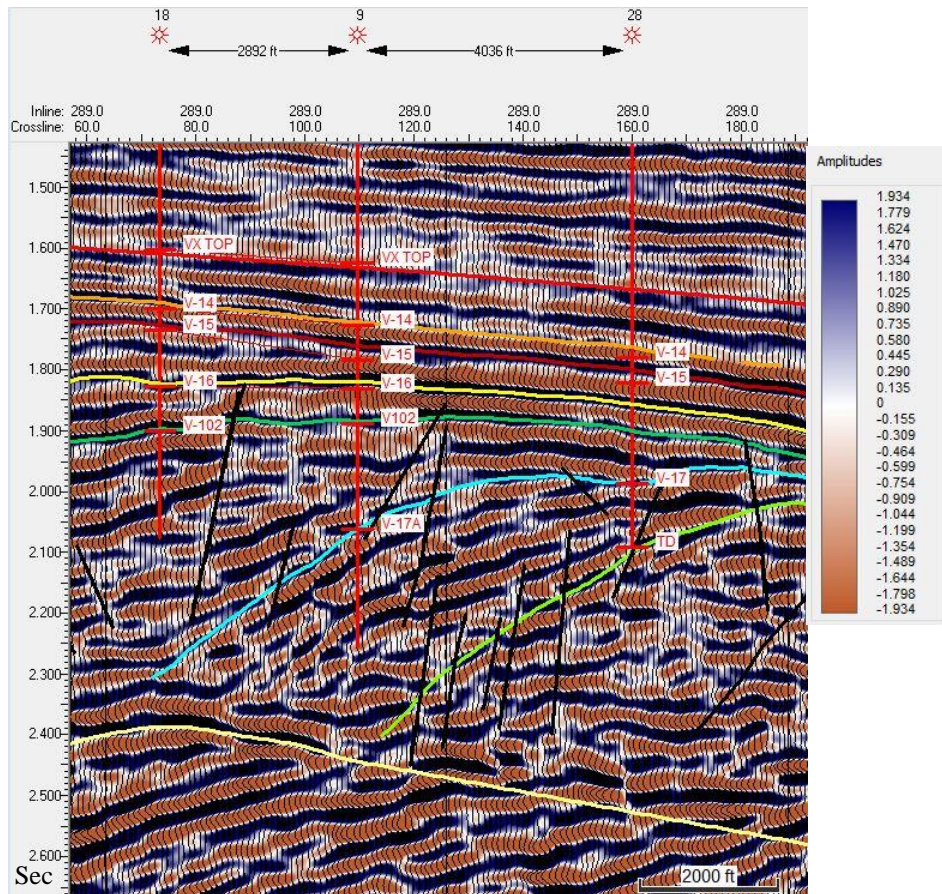 18 9 28
2892 ft 4036 ft
Inline: 289.0 289.0 289.0 289.0 289.0 289.0 289.0
Crossline: 60.0 80.0 100.0 120.0 140.0 160.0 180.0
Amplitudes
1.934
1.779
1.624
1.470
1.334
1.180
1.025
0.890
0.735
0.580
0.445
0.290
0.135
0
-0.155
-0.309
-0.464
-0.599
-0.754
-0.909
-1.044
-1.199
-1.354
-1.489
-1.644
-1.798
-1.934
1.500
1.600
1.700
1.800
1.900
2.000
2.100
2.200
2.300
2.400
2.500
2.600
VX TOP VX TOP
V-14 V-14 V-14
V-15 V-15 V-15
V-16 V-16
V-102 V102
V-17
V-17A
TD
Sec
2000 ft